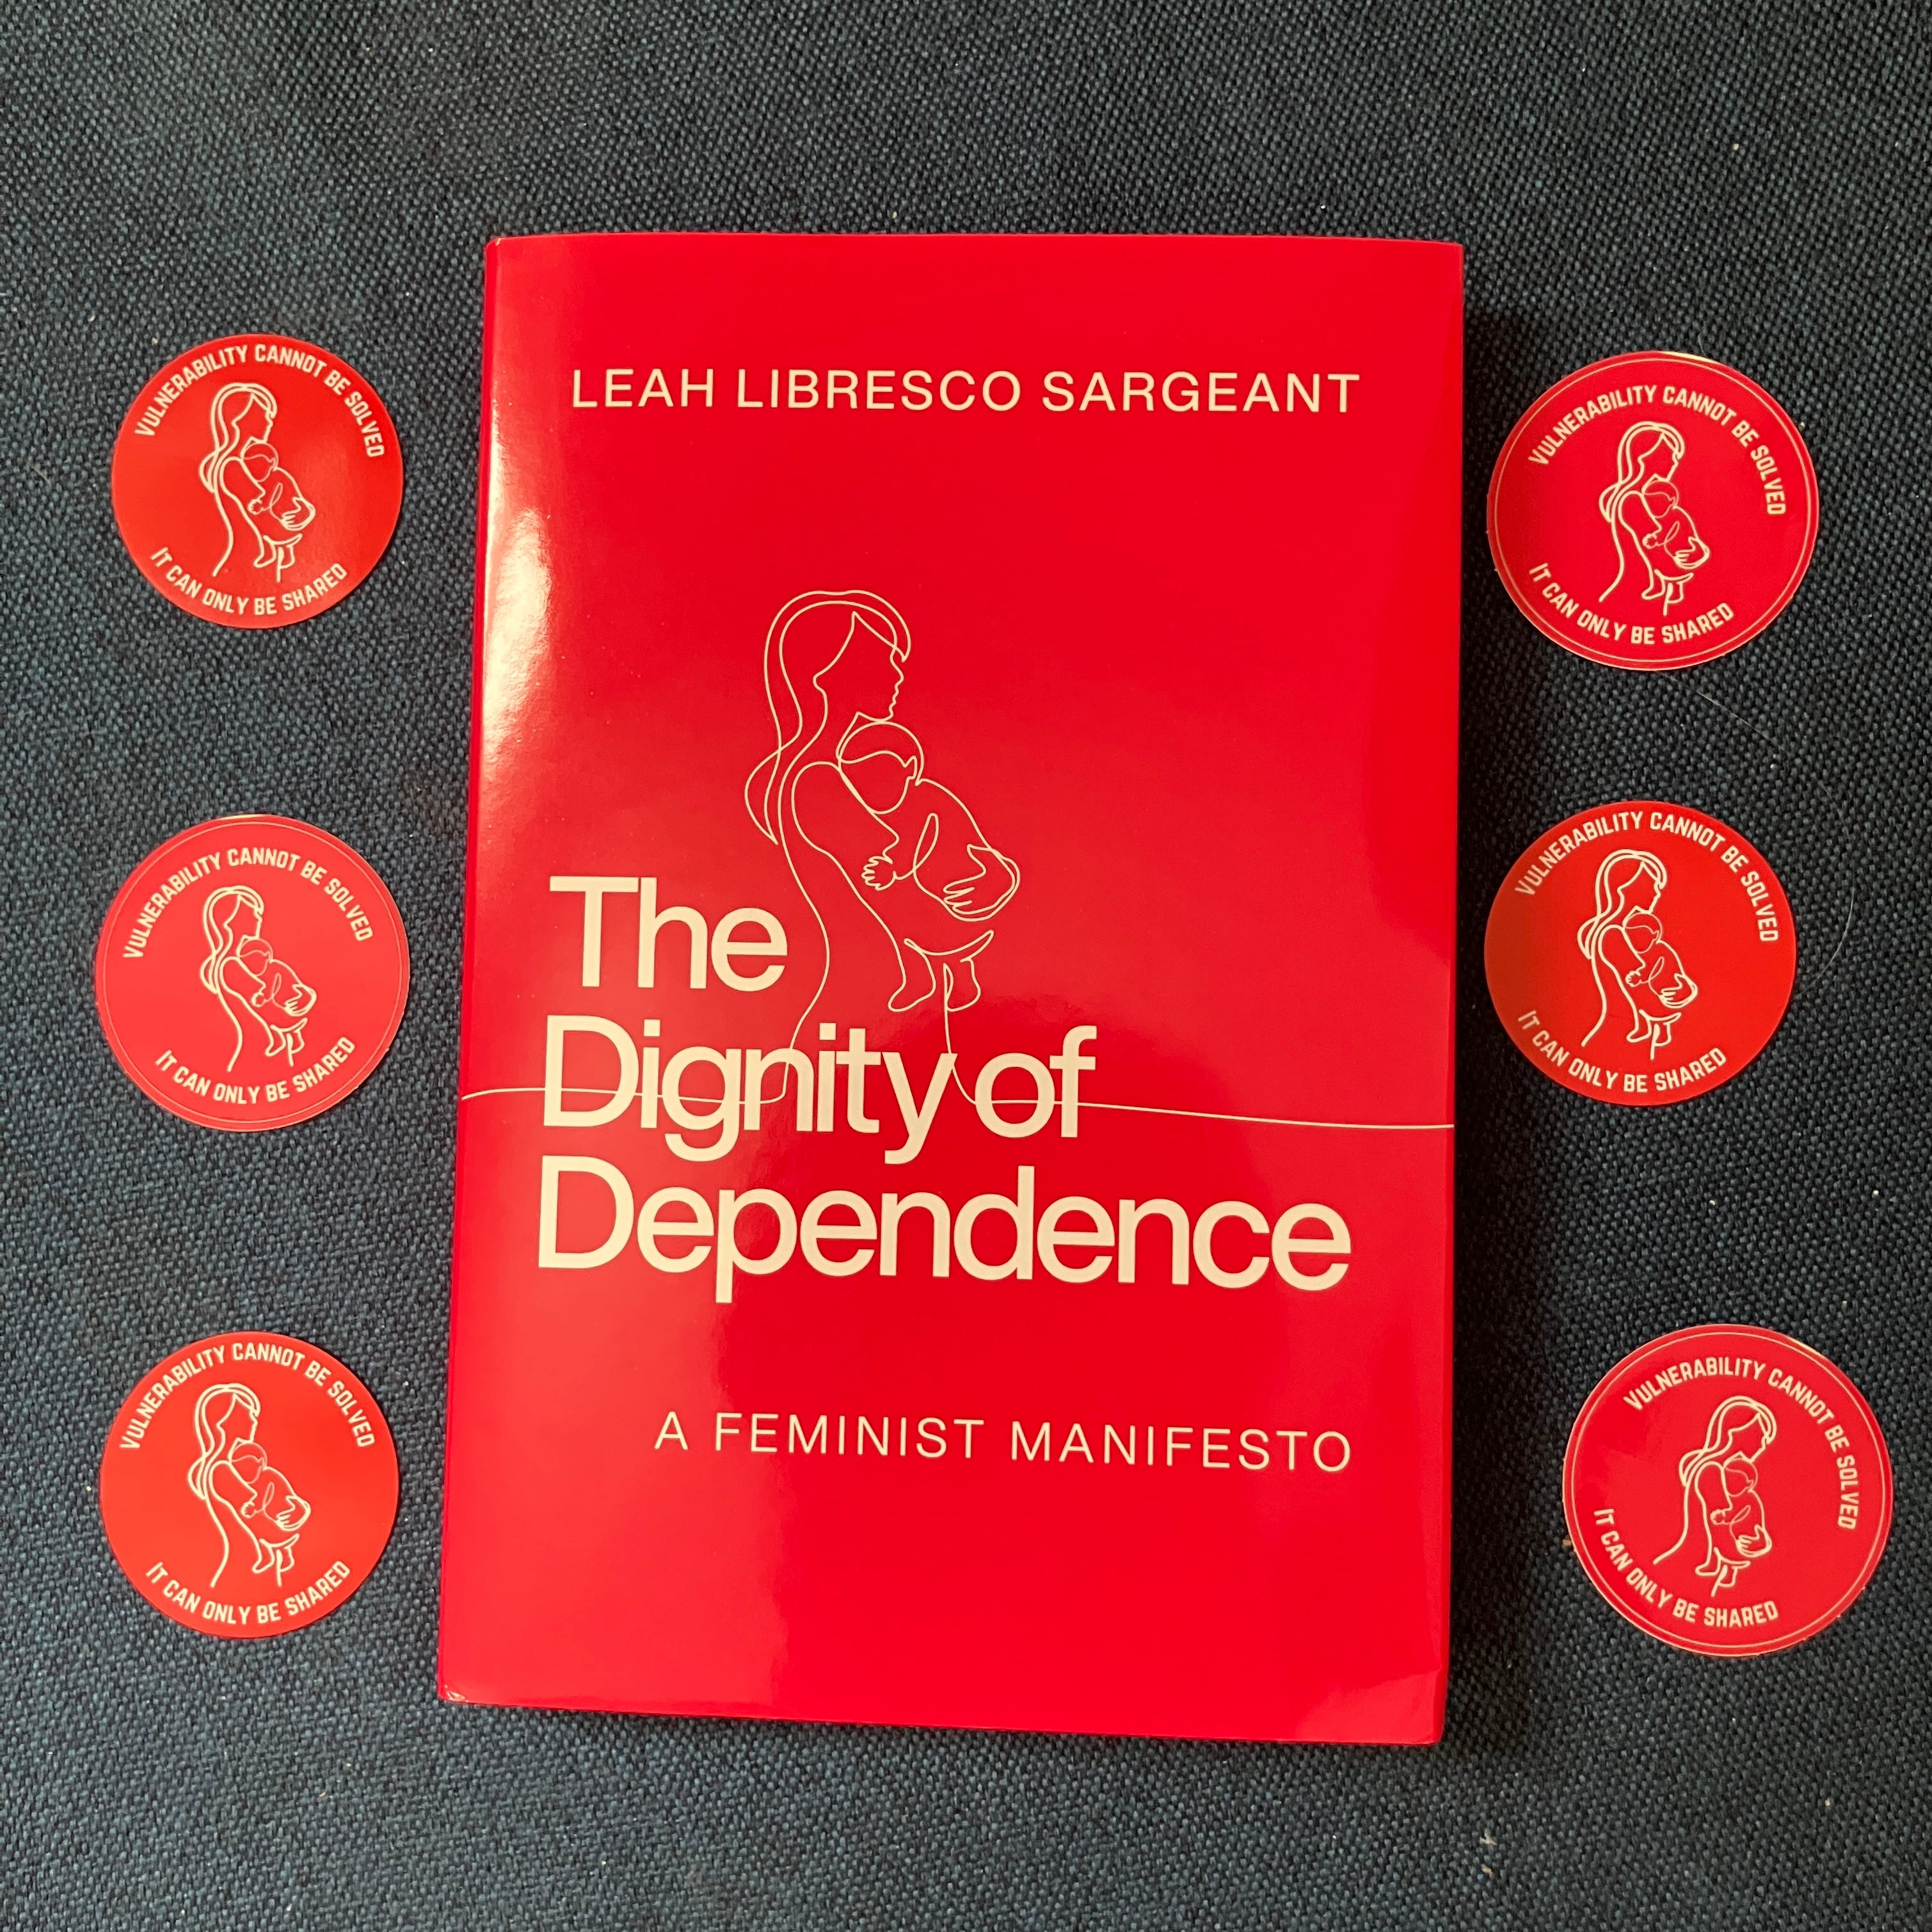 VULNERABILITY CANNOT BE SOLVED
IT CAN ONLY BE SHARED
VULNERABILITY CANNOT BE SOLVED
IT CAN ONLY BE SHARED
VULNERABILITY CANNOT BE SOLVED
IT CAN ONLY BE SHARED
LEAH LIBRESCO SARGEANT
The
Dignity of
Dependence
A FEMINIST MANIFESTO
VULNERABILITY CANNOT BE SOLVED
IT CAN ONLY BE SHARED
VULNERABILITY CANNOT BE SOLVED
IT CAN ONLY BE SHARED
VULNERABILITY CANNOT BE SOLVED
IT CAN ONLY BE SHARED